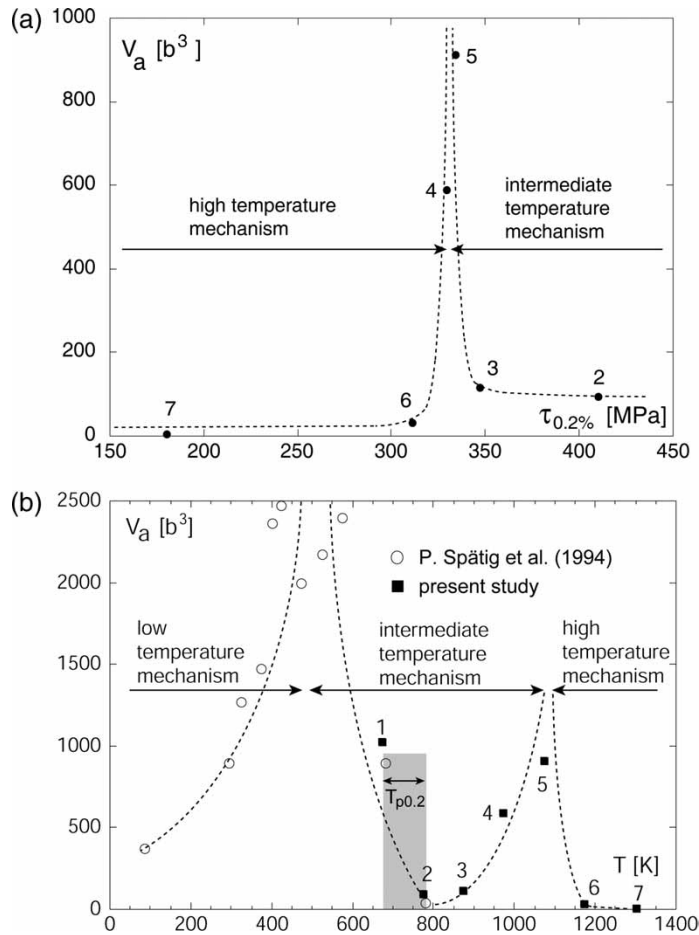 (a)
1000
V_a [b³]
5
800
600
4
high temperature
mechanism
intermediate
temperature
mechanism
400
200
7
6
3
2
τ_0.2% [MPa]
0
150 200 250 300 350 400 450
(b)
2500
V_a [b³]
2000
P. Spätig et al. (1994)
present study
low
temperature
mechanism
intermediate
temperature
mechanism
high
temperature
mechanism
1500
1
1000
T_p0.2
5
4
500
2
3
T [K]
6
7
0
0 200 400 600 800 1000 1200 1400